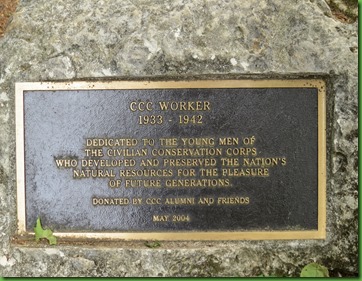 CCC WORKER
1933 - 1942
DEDICATED TO THE YOUNG MEN OF
THE CIVILIAN CONSERVATION CORPS
WHO DEVELOPED AND PRESERVED THE NATION'S
NATURAL RESOURCES FOR THE PLEASURE
OF FUTURE GENERATIONS.
DONATED BY CCC ALUMNI AND FRIENDS
MAY 2004